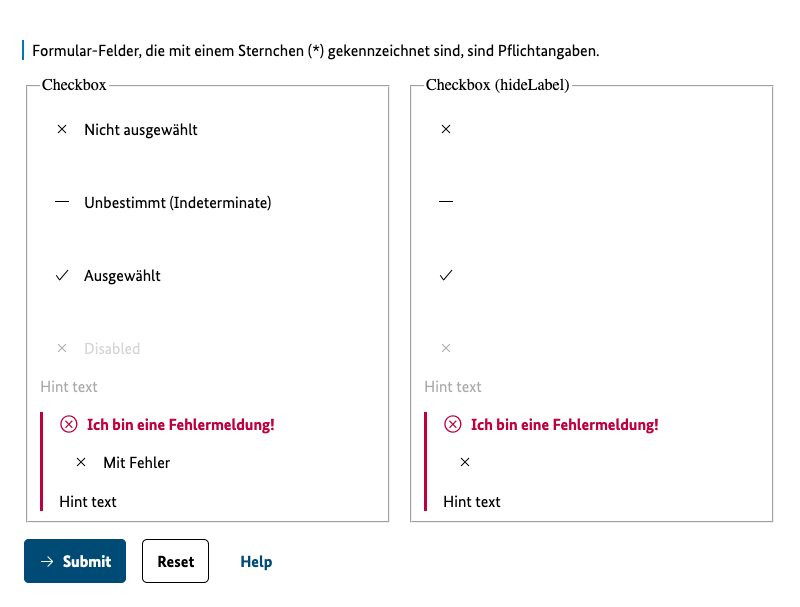 Formular-Felder, die mit einem Sternchen (*) gekennzeichnet sind, sind Pflichtangaben.
Checkbox
Nicht ausgewählt
Unbestimmt (Indeterminate)
Ausgewählt
Disabled
Hint text
Ich bin eine Fehlermeldung!
Mit Fehler
Hint text
Checkbox (hideLabel)
Hint text
Ich bin eine Fehlermeldung!
Hint text
Submit
Reset
Help